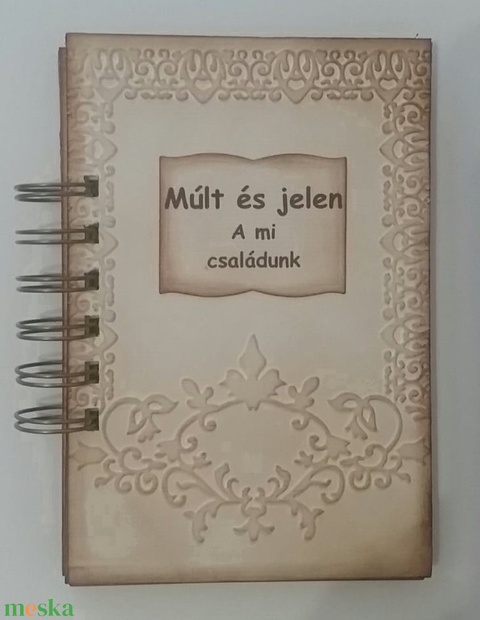 Múlt és jelen
A mi
családunk
meska